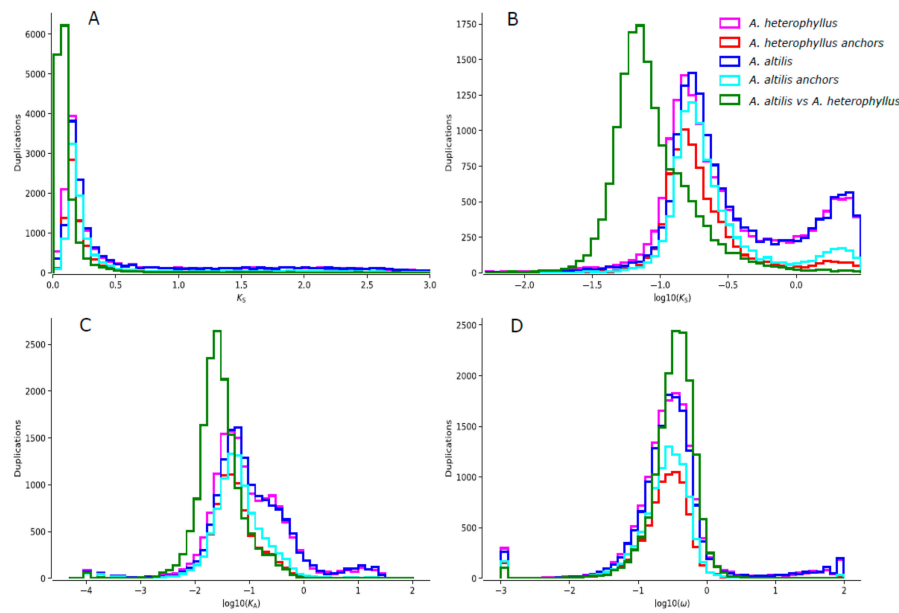 A
B
A. heterophyllus
A. heterophyllus anchors
A. altilis
A. altilis anchors
A. altilis vs A. heterophyllus
Duplications
6000
5000
4000
3000
2000
1000
0
0.0 0.5 1.0 1.5 2.0 2.5 3.0
KS
Duplications
1750
1500
1250
1000
750
500
250
0
−2.0 −1.5 −1.0 −0.5 0.0
log10(KS)
C
D
Duplications
2500
2000
1500
1000
500
0
−4 −3 −2 −1 0 1 2
log10(KA)
Duplications
2500
2000
1500
1000
500
0
−3 −2 −1 0 1 2
log10(ω)